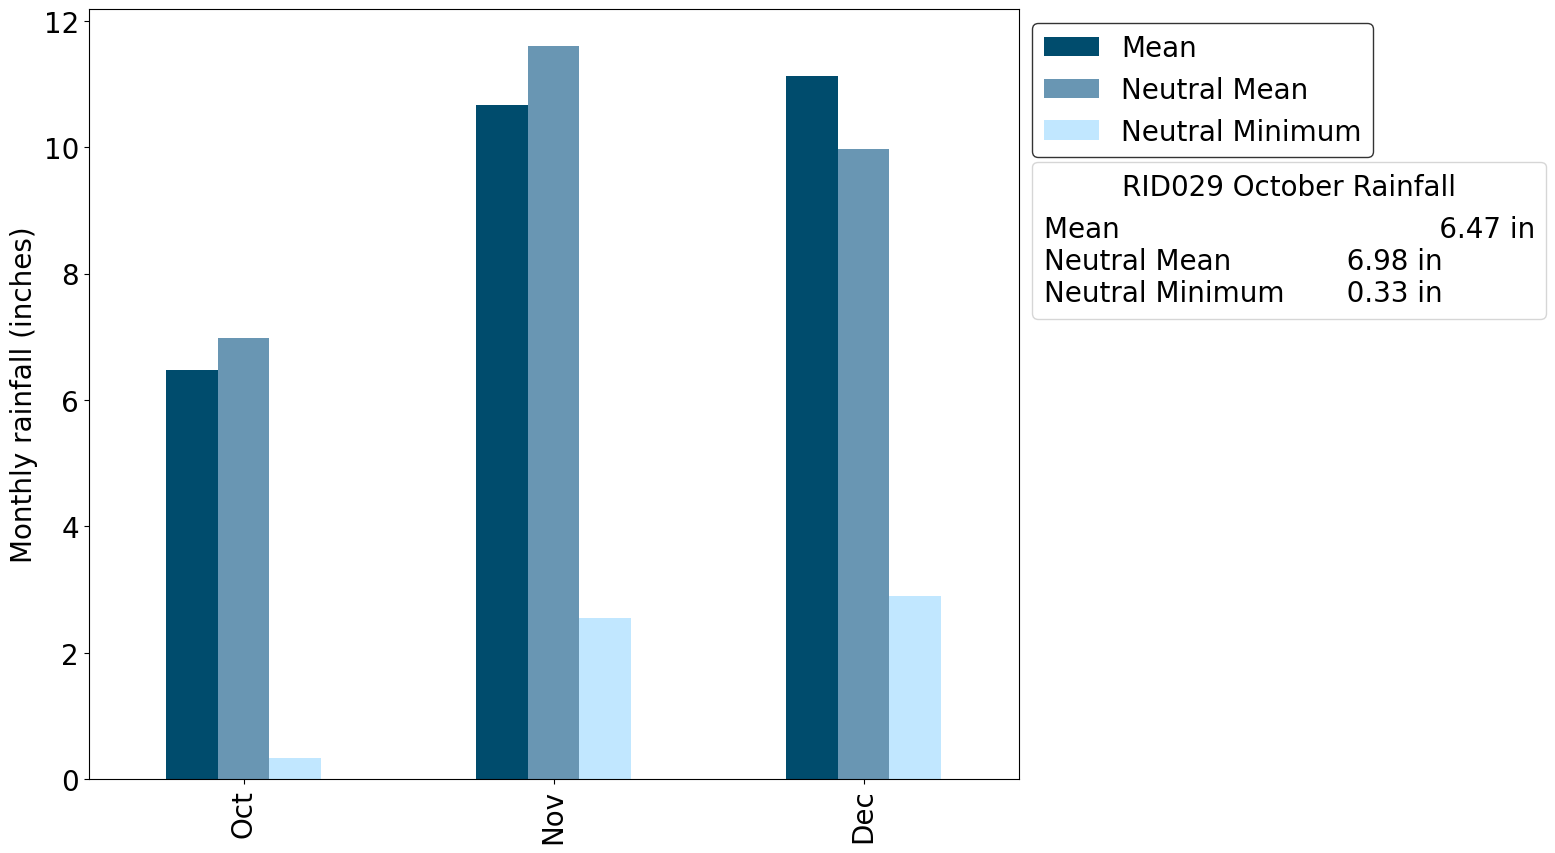 12
10
8
6
4
2
0
Monthly rainfall (inches)
Oct
Nov
Dec
Mean
Neutral Mean
Neutral Minimum
RID029 October Rainfall
Mean 6.47 in
Neutral Mean 6.98 in
Neutral Minimum 0.33 in